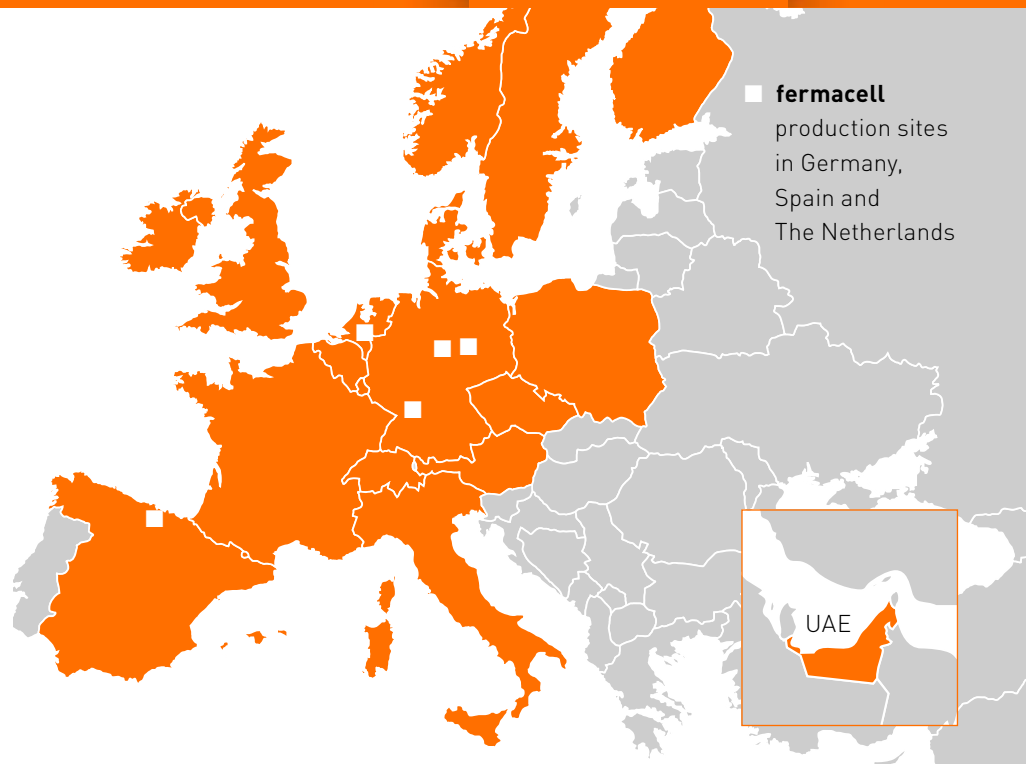 fermacell
production sites
in Germany,
Spain and
The Netherlands
UAE